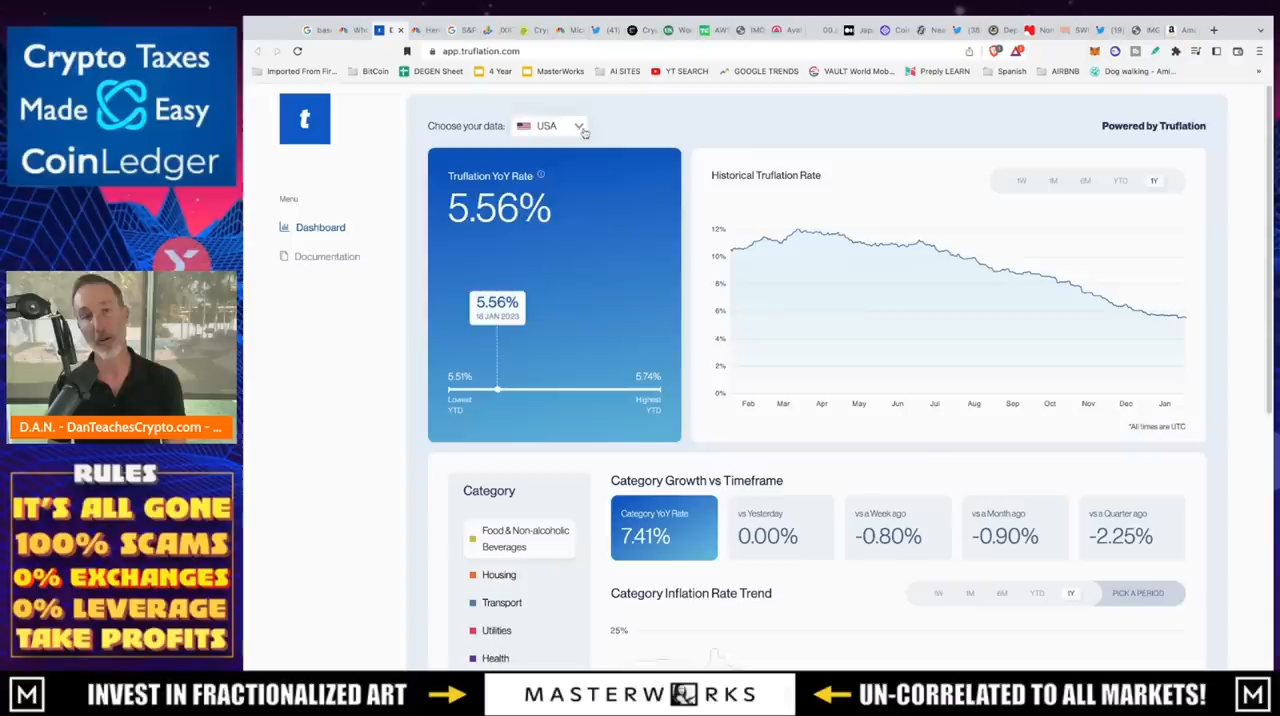 Crypto Taxes
Made Easy
CoinLedger
D.A.N. - DanTeachesCrypto.com - ...
RULES
IT'S ALL GONE
100% SCAMS
0% EXCHANGES
0% LEVERAGE
TAKE PROFITS
app.truflation.com
Imported From Fir...
BitCoin
DEGEN Sheet
4 Year
MasterWorks
AI SITES
YT SEARCH
GOOGLE TRENDS
VAULT World Mob...
Preply LEARN
Spanish
AIRBNB
Dog walking - Ami...
t
Menu
Dashboard
Documentation
Choose your data:
USA
Powered by Truflation
Truflation YoY Rate
5.56%
5.56%
18 JAN 2023
5.51%
5.74%
Lowest
YTD
Highest
YTD
Historical Truflation Rate
1W 1M 6M YTD 1Y
12%
10%
8%
6%
4%
2%
0%
Feb Mar Apr May Jun Jul Aug Sep Oct Nov Dec Jan
*All times are UTC
Category
Food & Non-alcoholic
Beverages
Housing
Transport
Utilities
Health
Category Growth vs Timeframe
Category YoY Rate
7.41%
vs Yesterday
0.00%
vs a Week ago
-0.80%
vs a Month ago
-0.90%
vs a Quarter ago
-2.25%
Category Inflation Rate Trend
1W 1M 6M YTD 1Y PICK A PERIOD
25%
M INVEST IN FRACTIONALIZED ART
MASTERWORKS
UN-CORRELATED TO ALL MARKETS! M